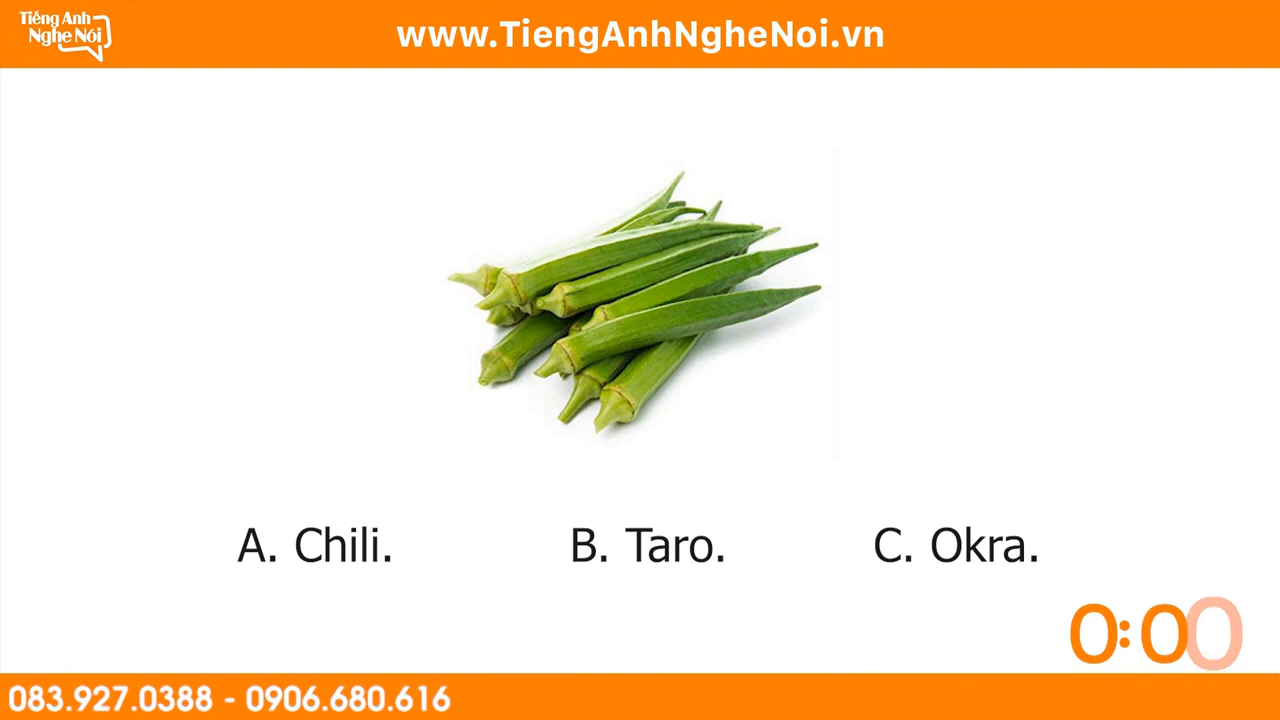 Tiếng Anh
Nghe Nói
www.TiengAnhNgheNoi.vn
A. Chili.
B. Taro.
C. Okra.
0:00
083.927.0388 - 0906.680.616